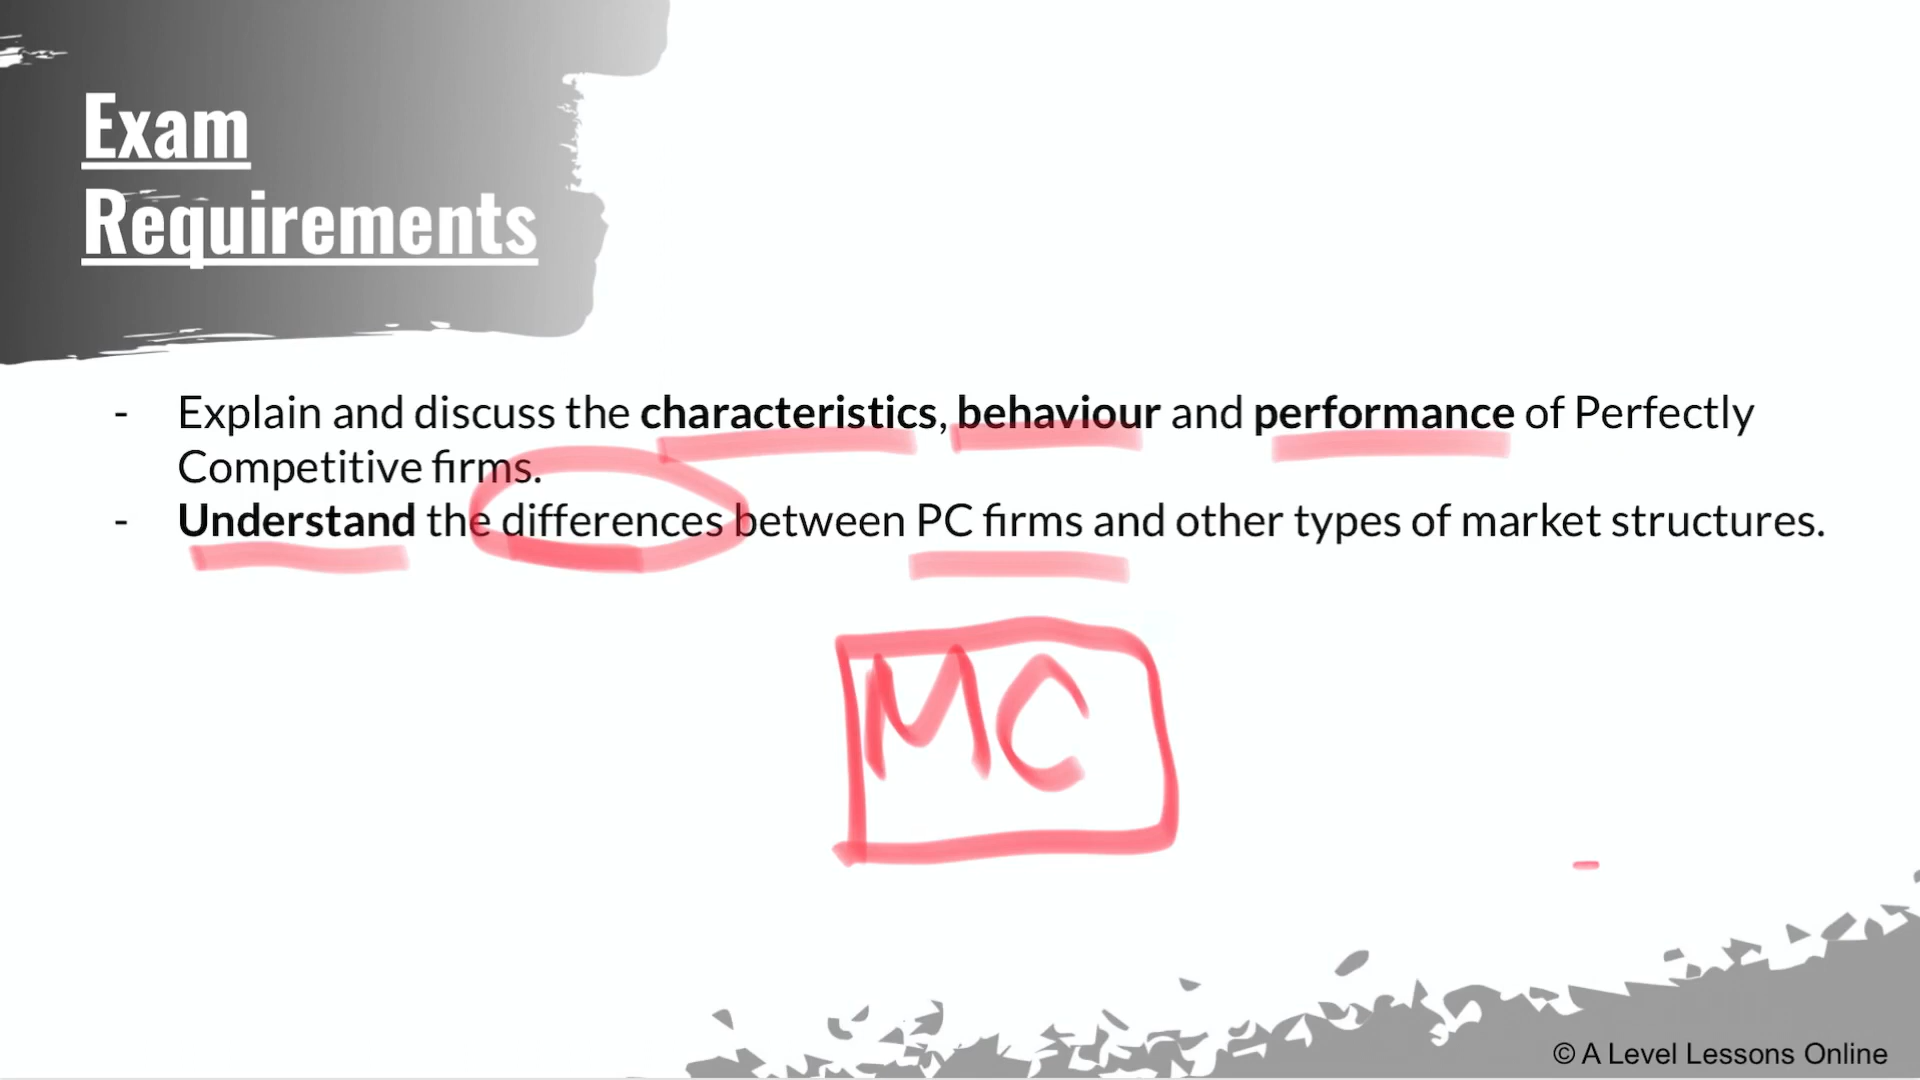 Exam
Requirements
- Explain and discuss the characteristics, behaviour and performance of Perfectly
Competitive firms.
- Understand the differences between PC firms and other types of market structures.
MC
© A Level Lessons Online